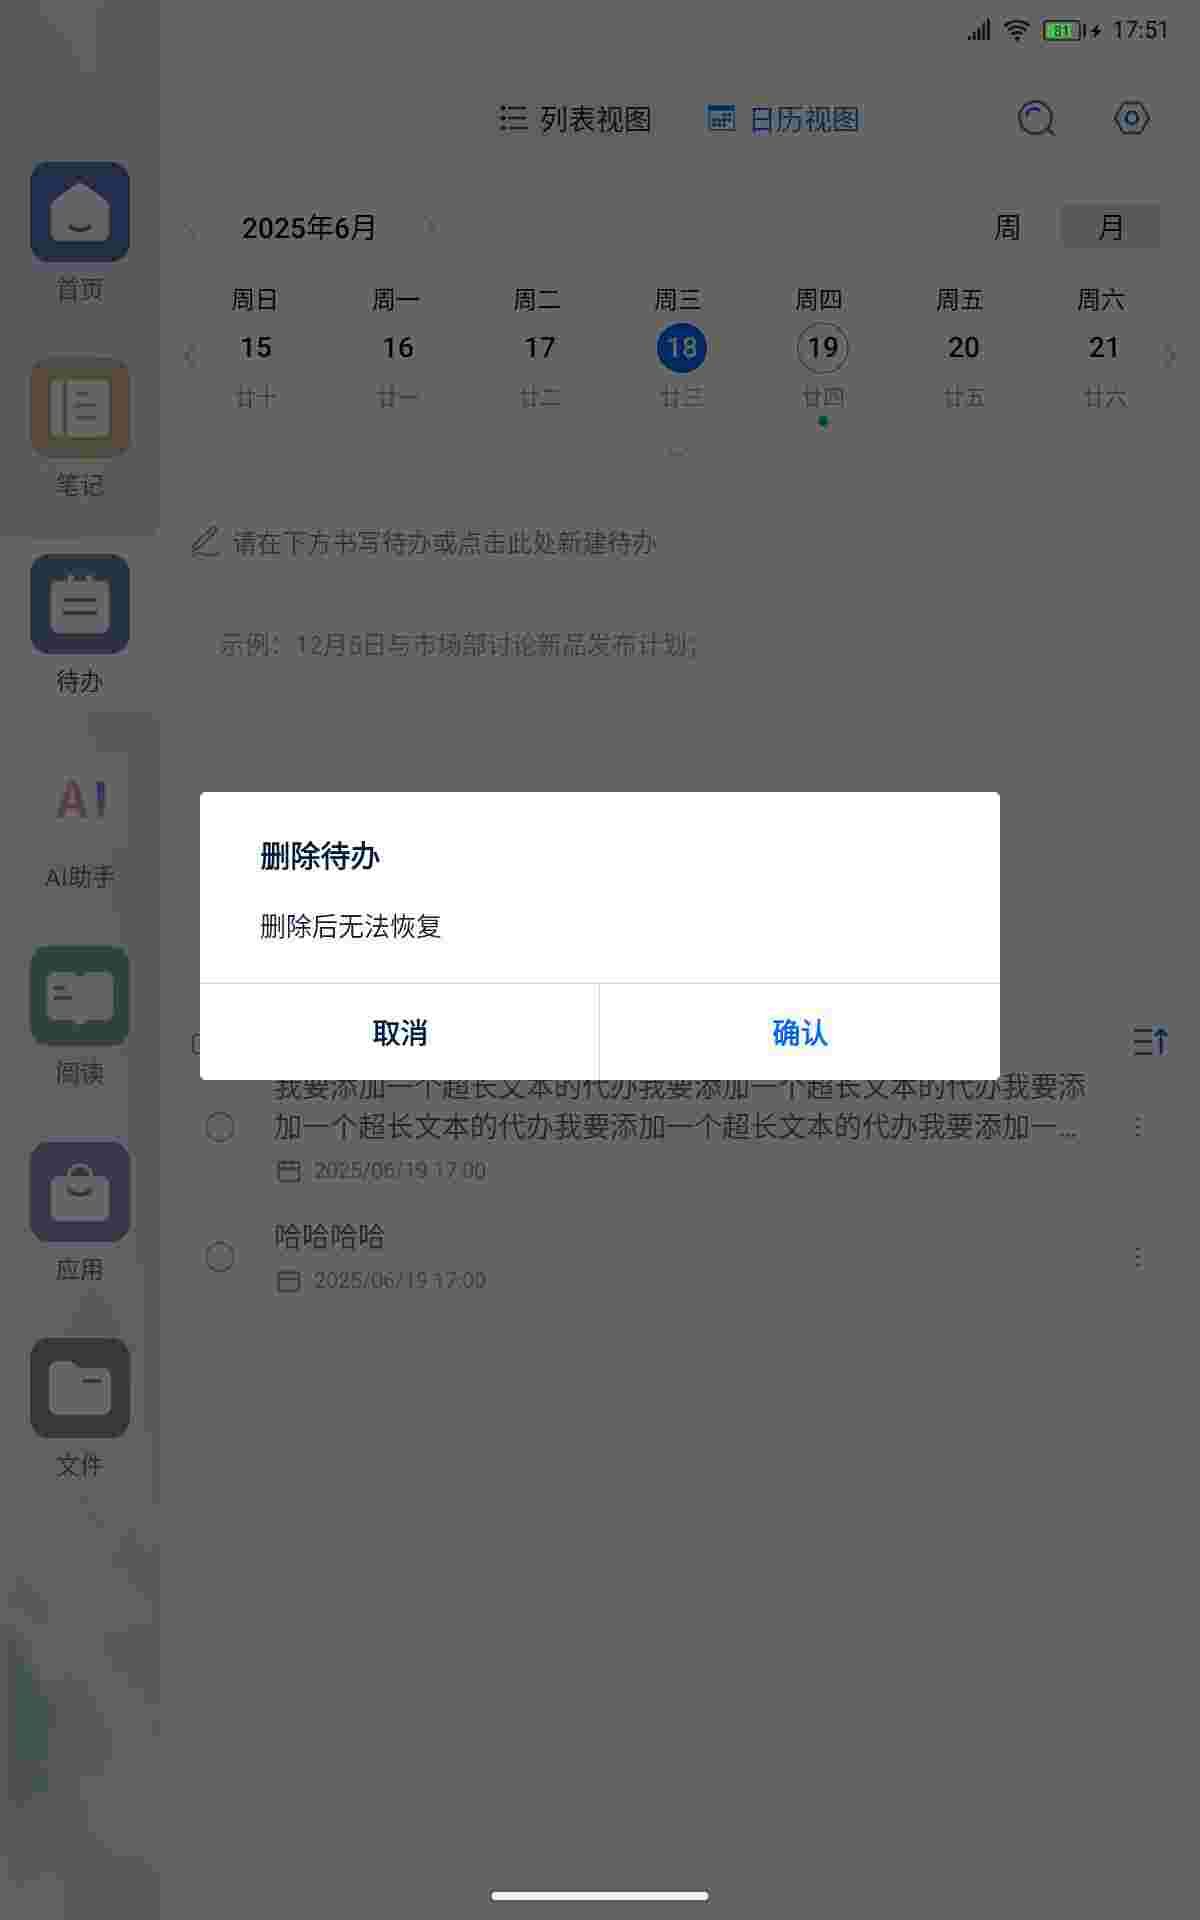 81 17:51
列表视图 日历视图
2025年6月 周 月
周日 周一 周二 周三 周四 周五 周六
15 16 17 18 19 20 21
廿十 廿一 廿二 廿三 廿四 廿五 廿六
请在下方书写待办或点击此处新建待办
示例：12月6日与市场部讨论新品发布计划；
首页
笔记
待办
AI
AI助手
阅读
应用
文件
删除待办
删除后无法恢复
取消 确认
我要添加一个超长文本的代办我要添加一个超长文本的代办我要添
加一个超长文本的代办我要添加一个超长文本的代办我要添加一...
2025/06/19 17:00
哈哈哈哈
2025/06/19 17:00